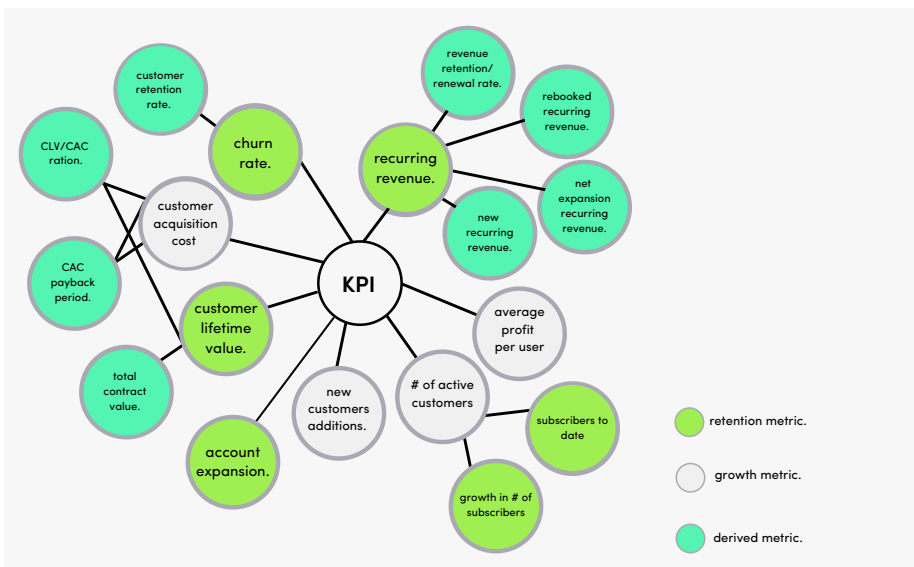 revenue
retention/
renewal rate.
customer
retention
rate.
rebooked
recurring
revenue.
CLV/CAC
ration.
churn
rate.
recurring
revenue.
net
expansion
recurring
revenue.
customer
acquisition
cost
new
recurring
revenue.
CAC
payback
period.
KPI
customer
lifetime
value.
average
profit
per user
total
contract
value.
new
customers
additions.
# of active
customers
account
expansion.
subscribers to
date
growth in # of
subscribers
retention metric.
growth metric.
derived metric.